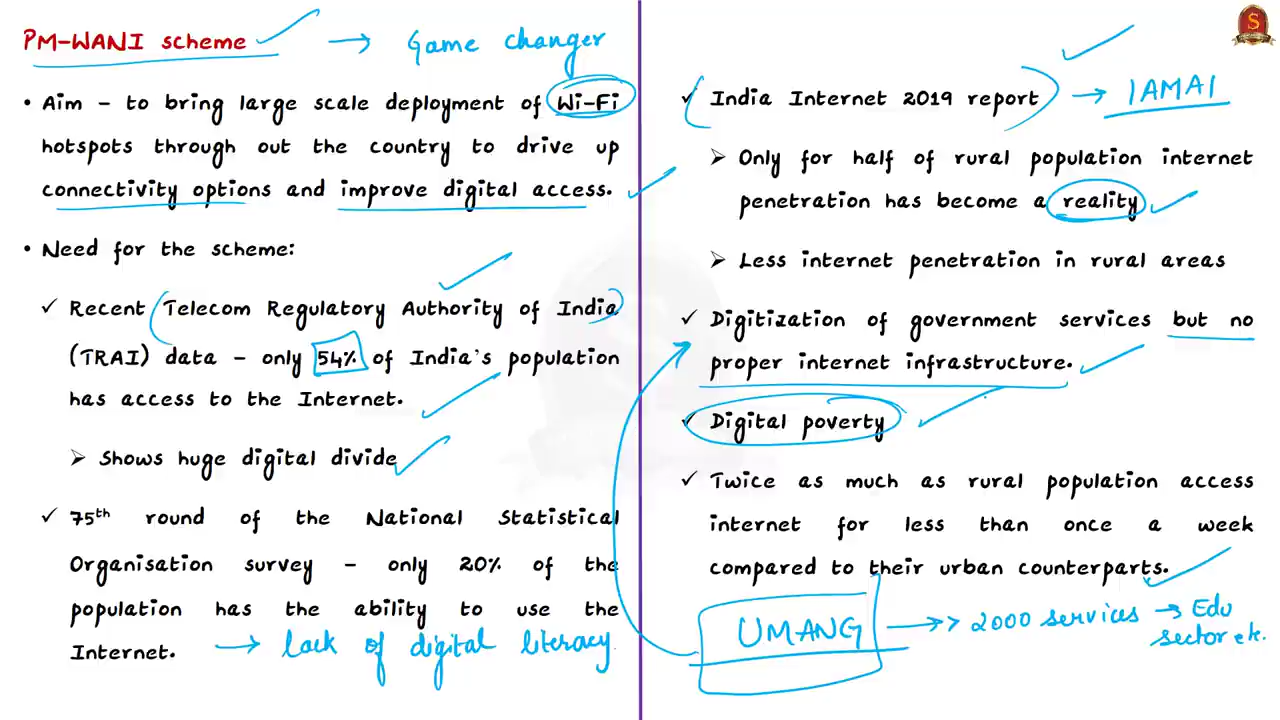 PM-WANI scheme → Game changer
• Aim – to bring large scale deployment of Wi-Fi
hotspots through out the country to drive up
connectivity options and improve digital access.
• Need for the scheme:
✓ Recent Telecom Regulatory Authority of India
(TRAI) data – only 54% of India's population
has access to the Internet.
➤ Shows huge digital divide
✓ 75th round of the National Statistical
Organisation survey – only 20% of the
population has the ability to use the
Internet. → lack of digital literacy
✓ India Internet 2019 report → IAMAI
➤ Only for half of rural population internet
penetration has become a reality
➤ Less internet penetration in rural areas
✓ Digitization of government services but no
proper internet infrastructure.
✓ Digital poverty
✓ Twice as much as rural population access
internet for less than once a week
compared to their urban counterparts.
UMANG →> 2000 services → Edu
sector etc.
S